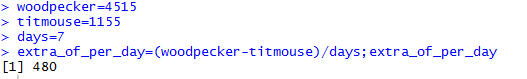 > woodpecker=4515
> titmouse=1155
> days=7
> extra_of_per_day=(woodpecker-titmouse)/days;extra_of_per_day
[1] 480